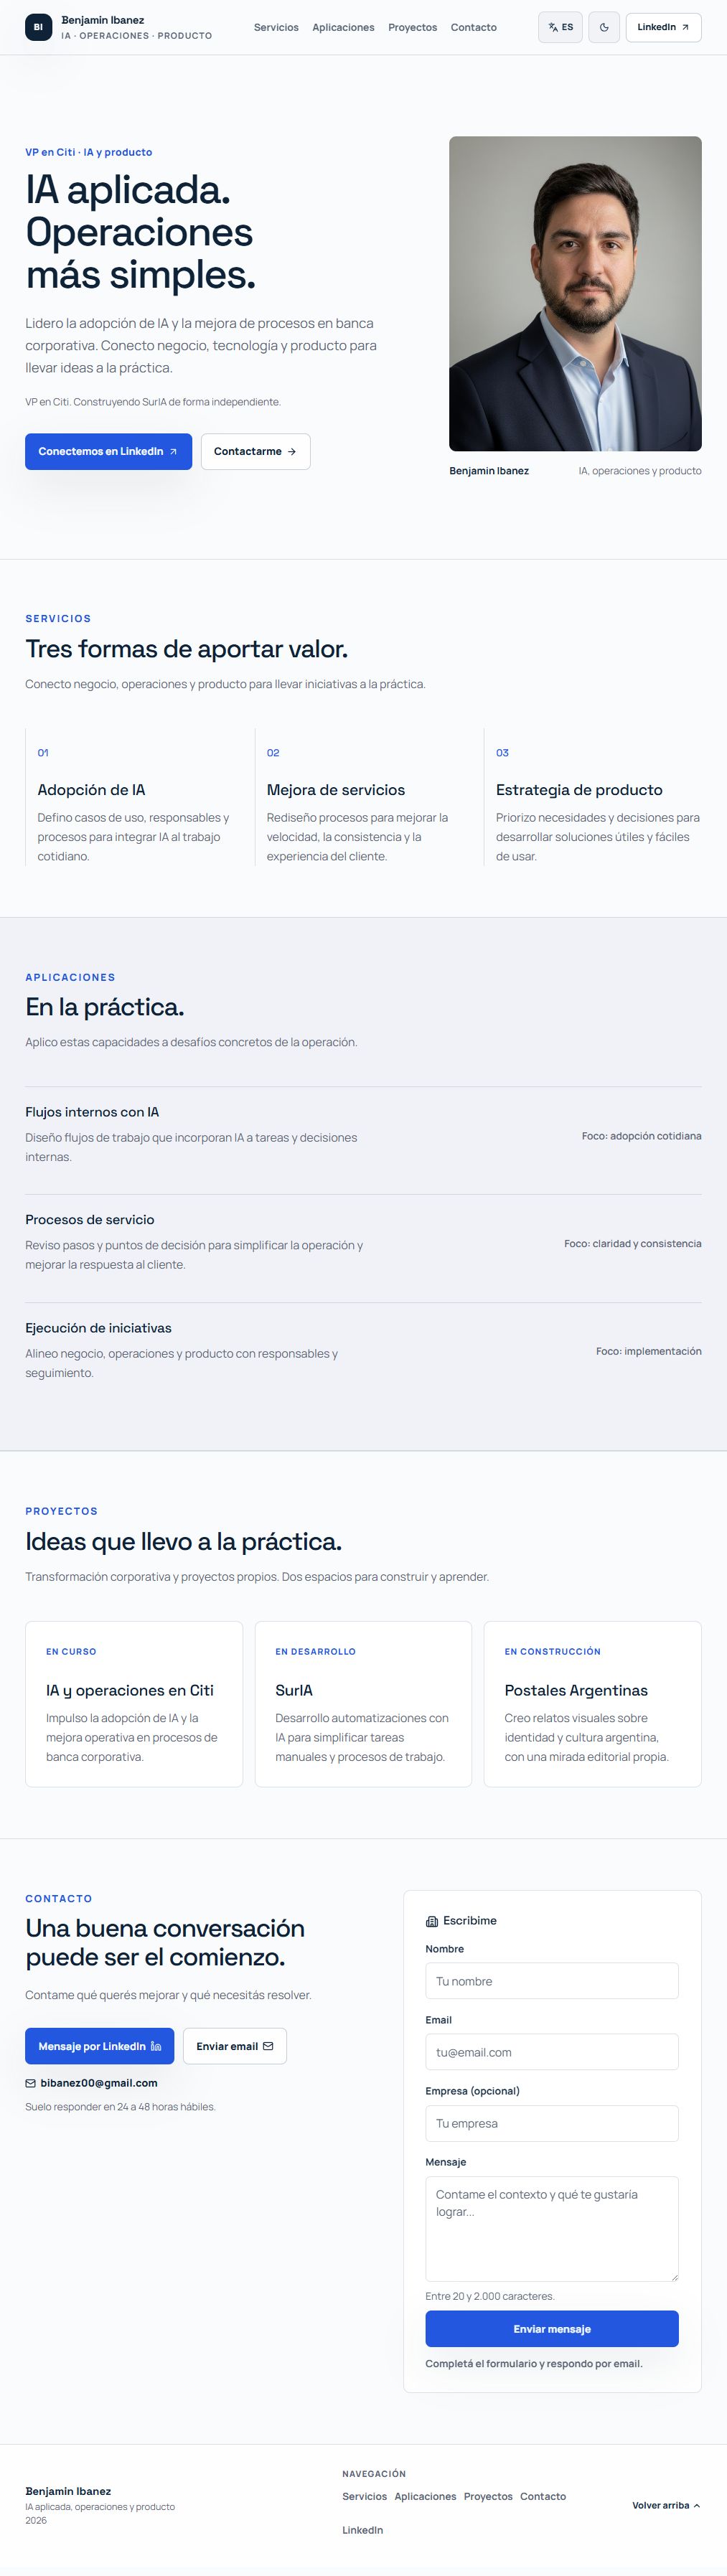 BI
Benjamin Ibanez
IA · OPERACIONES · PRODUCTO
Servicios Aplicaciones Proyectos Contacto
ES
LinkedIn
VP en Citi · IA y producto
IA aplicada.
Operaciones
más simples.
Lidero la adopción de IA y la mejora de procesos en banca
corporativa. Conecto negocio, tecnología y producto para
llevar ideas a la práctica.
VP en Citi. Construyendo SurIA de forma independiente.
Conectemos en LinkedIn
Contactarme
Benjamin Ibanez
IA, operaciones y producto
SERVICIOS
Tres formas de aportar valor.
Conecto negocio, operaciones y producto para llevar iniciativas a la práctica.
01
Adopción de IA
Defino casos de uso, responsables y
procesos para integrar IA al trabajo
cotidiano.
02
Mejora de servicios
Rediseño procesos para mejorar la
velocidad, la consistencia y la
experiencia del cliente.
03
Estrategia de producto
Priorizo necesidades y decisiones para
desarrollar soluciones útiles y fáciles
de usar.
APLICACIONES
En la práctica.
Aplico estas capacidades a desafíos concretos de la operación.
Flujos internos con IA
Diseño flujos de trabajo que incorporan IA a tareas y decisiones
internas.
Foco: adopción cotidiana
Procesos de servicio
Reviso pasos y puntos de decisión para simplificar la operación y
mejorar la respuesta al cliente.
Foco: claridad y consistencia
Ejecución de iniciativas
Alineo negocio, operaciones y producto con responsables y
seguimiento.
Foco: implementación
PROYECTOS
Ideas que llevo a la práctica.
Transformación corporativa y proyectos propios. Dos espacios para construir y aprender.
EN CURSO
IA y operaciones en Citi
Impulso la adopción de IA y la
mejora operativa en procesos de
banca corporativa.
EN DESARROLLO
SurIA
Desarrollo automatizaciones con
IA para simplificar tareas
manuales y procesos de trabajo.
EN CONSTRUCCIÓN
Postales Argentinas
Creo relatos visuales sobre
identidad y cultura argentina,
con una mirada editorial propia.
CONTACTO
Una buena conversación
puede ser el comienzo.
Contame qué querés mejorar y qué necesitás resolver.
Mensaje por LinkedIn
Enviar email
bibanez00@gmail.com
Suelo responder en 24 a 48 horas hábiles.
Escribime
Nombre
Tu nombre
Email
tu@email.com
Empresa (opcional)
Tu empresa
Mensaje
Contame el contexto y qué te gustaría
lograr...
Entre 20 y 2.000 caracteres.
Enviar mensaje
Completá el formulario y respondo por email.
Benjamin Ibanez
IA aplicada, operaciones y producto
2026
NAVEGACIÓN
Servicios Aplicaciones Proyectos Contacto
LinkedIn
Volver arriba